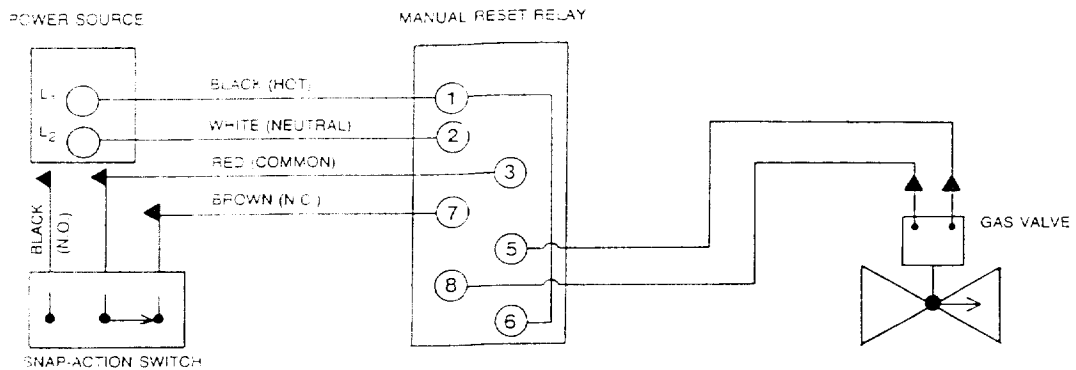 POWER SOURCE
MANUAL RESET RELAY
L1
BLACK (HOT)
1
L2
WHITE (NEUTRAL)
2
RED (COMMON)
3
BROWN (N.C.)
7
BLACK
(N.O.)
5
GAS VALVE
8
6
SNAP-ACTION SWITCH